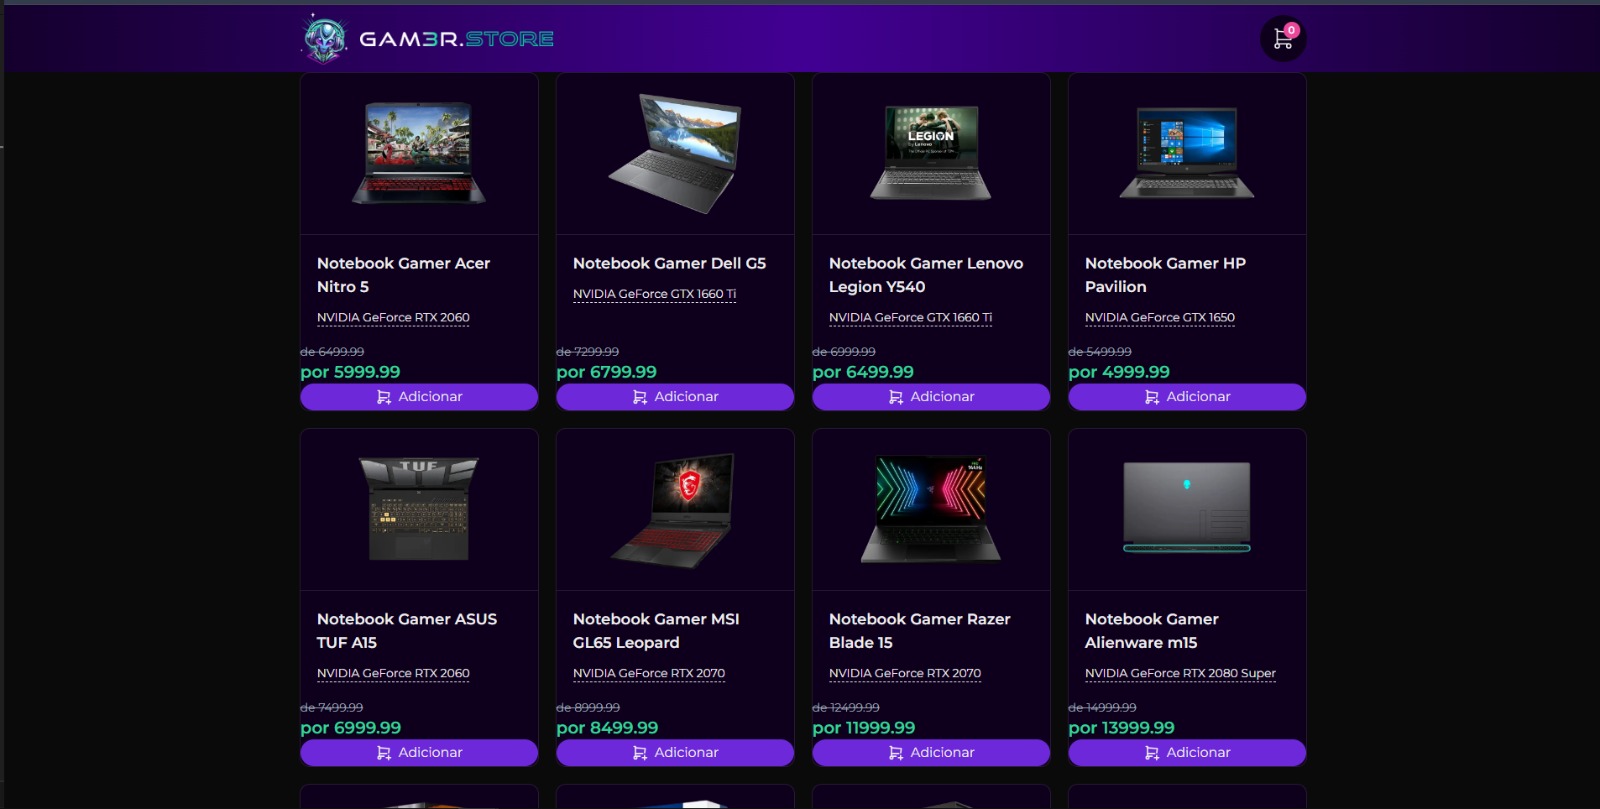 GAM3R.STORE
0
LEGION
Notebook Gamer Acer
Nitro 5
NVIDIA GeForce RTX 2060
de 6499.99
por 5999.99
Adicionar
Notebook Gamer Dell G5
NVIDIA GeForce GTX 1660 Ti
de 7299.99
por 6799.99
Adicionar
Notebook Gamer Lenovo
Legion Y540
NVIDIA GeForce GTX 1660 Ti
de 6999.99
por 6499.99
Adicionar
Notebook Gamer HP
Pavilion
NVIDIA GeForce GTX 1650
de 5499.99
por 4999.99
Adicionar
TUF
Notebook Gamer ASUS
TUF A15
NVIDIA GeForce RTX 2060
de 7499.99
por 6999.99
Adicionar
Notebook Gamer MSI
GL65 Leopard
NVIDIA GeForce RTX 2070
de 8999.99
por 8499.99
Adicionar
Notebook Gamer Razer
Blade 15
NVIDIA GeForce RTX 2070
de 12499.99
por 11999.99
Adicionar
Notebook Gamer
Alienware m15
NVIDIA GeForce RTX 2080 Super
de 14999.99
por 13999.99
Adicionar